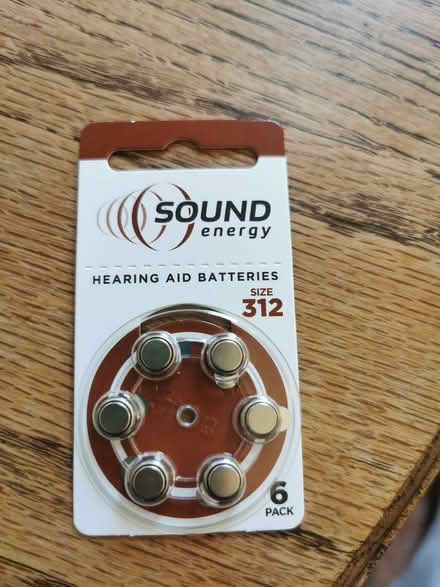 SOUND
energy
HEARING AID BATTERIES
SIZE
312
6
PACK